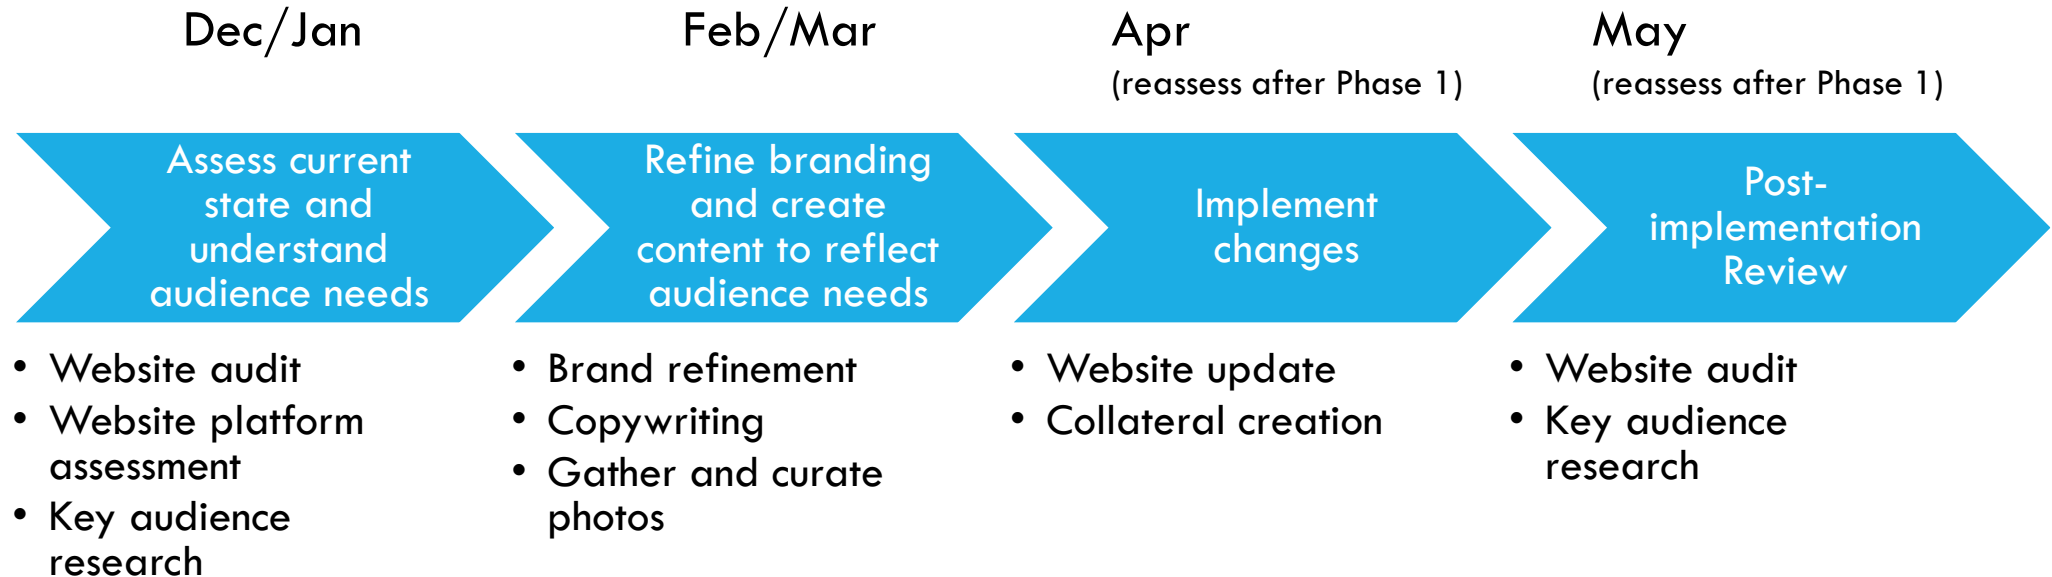 Dec/Jan
Feb/Mar
Apr
(reassess after Phase 1)
May
(reassess after Phase 1)
Assess current
state and
understand
audience needs
Refine branding
and create
content to reflect
audience needs
Implement
changes
Post-
implementation
Review
• Website audit
• Website platform
assessment
• Key audience
research
• Brand refinement
• Copywriting
• Gather and curate
photos
• Website update
• Collateral creation
• Website audit
• Key audience
research